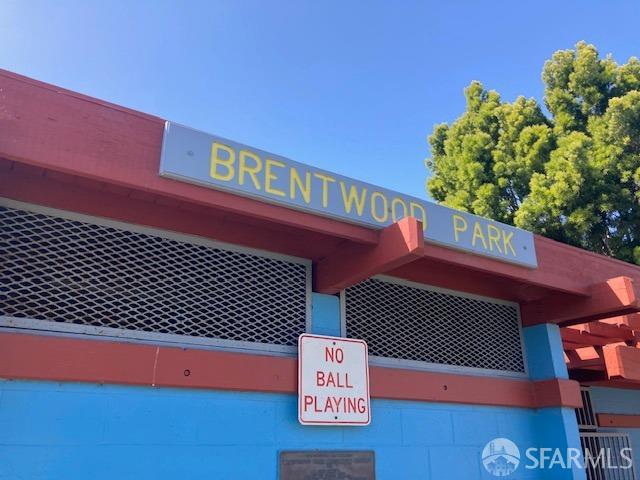 BRENTWOOD PARK
NO
BALL
PLAYING
SFARMLS